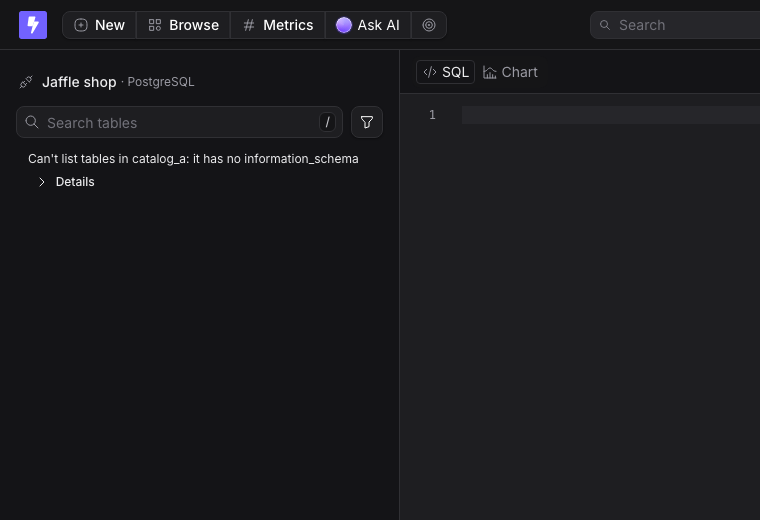 New
Browse
Metrics
Ask AI
Search
Jaffle shop · PostgreSQL
SQL
Chart
Search tables
/
1
Can't list tables in catalog_a: it has no information_schema
Details